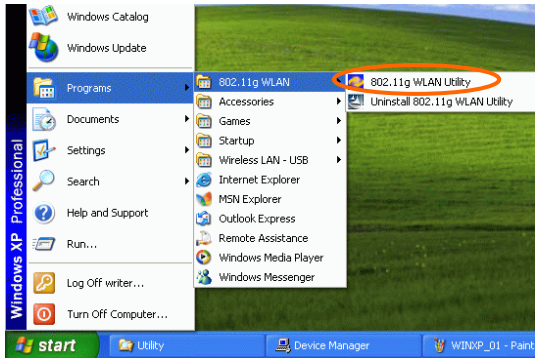 Windows Catalog
Windows Update
Programs
Documents
Settings
Search
Help and Support
Run...
Log Off writer...
Turn Off Computer...
Windows XP Professional
802.11g WLAN
Accessories
Games
Startup
Wireless LAN - USB
Internet Explorer
MSN Explorer
Outlook Express
Remote Assistance
Windows Media Player
Windows Messenger
802.11g WLAN Utility
Uninstall 802.11g WLAN Utility
start
Utility
Device Manager
WINXP_01 - Paint